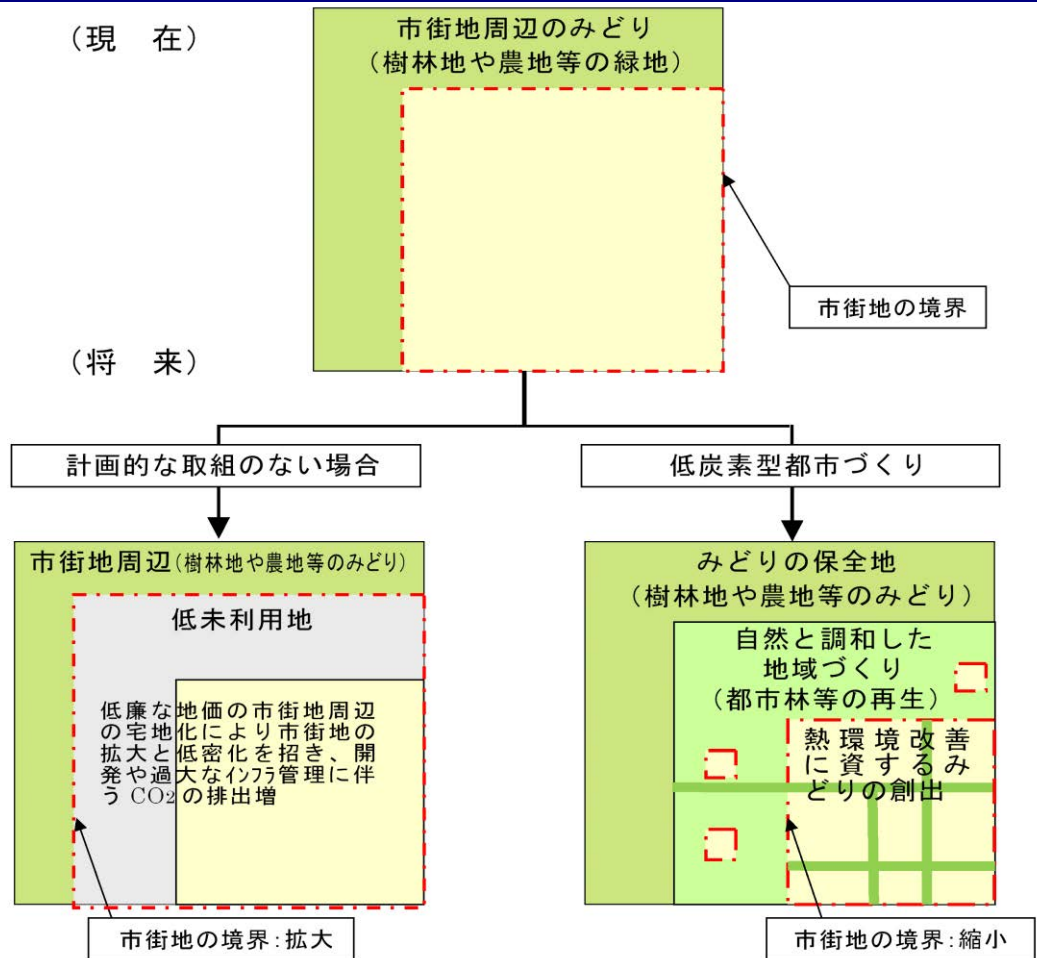 （現　在）
市街地周辺のみどり
（樹林地や農地等の緑地）
市街地の境界
（将　来）
計画的な取組のない場合
低炭素型都市づくり
市街地周辺（樹林地や農地等のみどり）
低未利用地
低廉な地価の市街地周辺
の宅地化により市街地の
拡大と低密化を招き、開
発や過大なインフラ管理に伴
う CO2 の排出増
市街地の境界：拡大
みどりの保全地
（樹林地や農地等のみどり）
自然と調和した
地域づくり
（都市林等の再生）
熱環境改善
に資するみ
どりの創出
市街地の境界：縮小